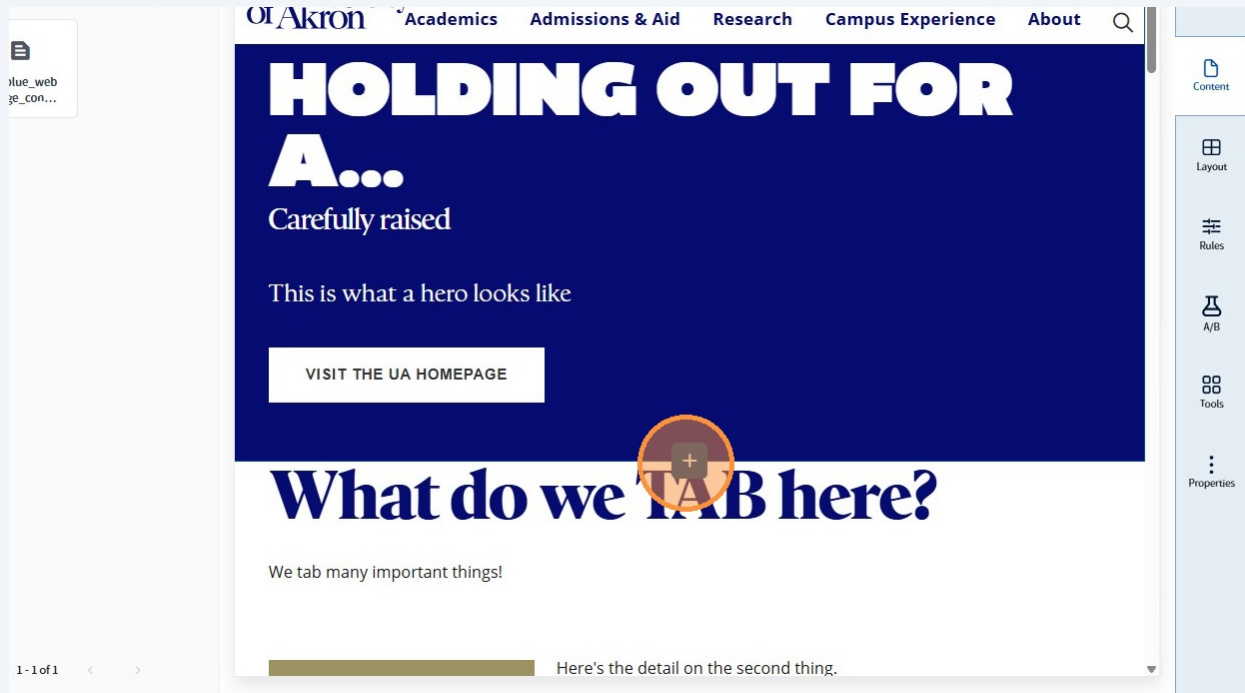 of Akron
Academics Admissions & Aid Research Campus Experience About
HOLDING OUT FOR
A...
Carefully raised
This is what a hero looks like
VISIT THE UA HOMEPAGE
What do we TAB here?
We tab many important things!
Here's the detail on the second thing.
1 - 1 of 1
Content
Layout
Rules
A/B
Tools
Properties